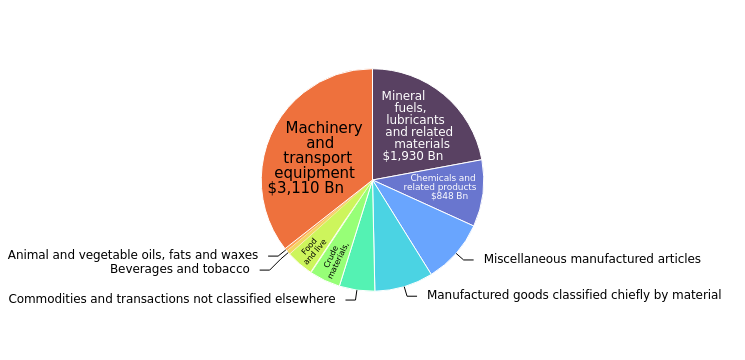 Mineral
fuels,
lubricants
and related
materials
$1,930 Bn
Machinery
and
transport
equipment
$3,110 Bn
Chemicals and
related products
$848 Bn
Food
and live
Crude
materials,
Animal and vegetable oils, fats and waxes
Beverages and tobacco
Commodities and transactions not classified elsewhere
Miscellaneous manufactured articles
Manufactured goods classified chiefly by material